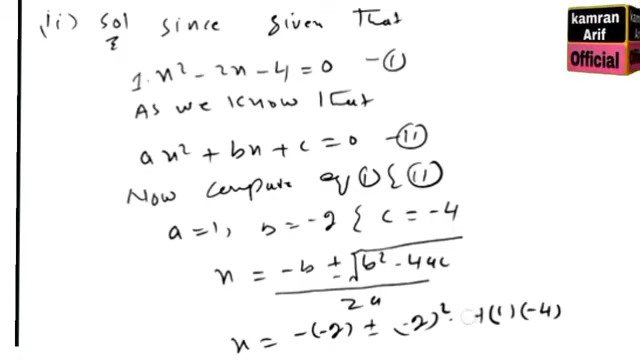 (ii) Sol since given that
1.x² - 2x - 4 = 0 -(i)
As we know that
ax² + bx + c = 0 -(ii)
Now compare eq (i) & (ii)
a = 1, b = -2 & c = -4
x = -b ± √b² - 4ac
2a
x = -(-2) ± (-2)² (1)(-4)
kamran
Arif
Official